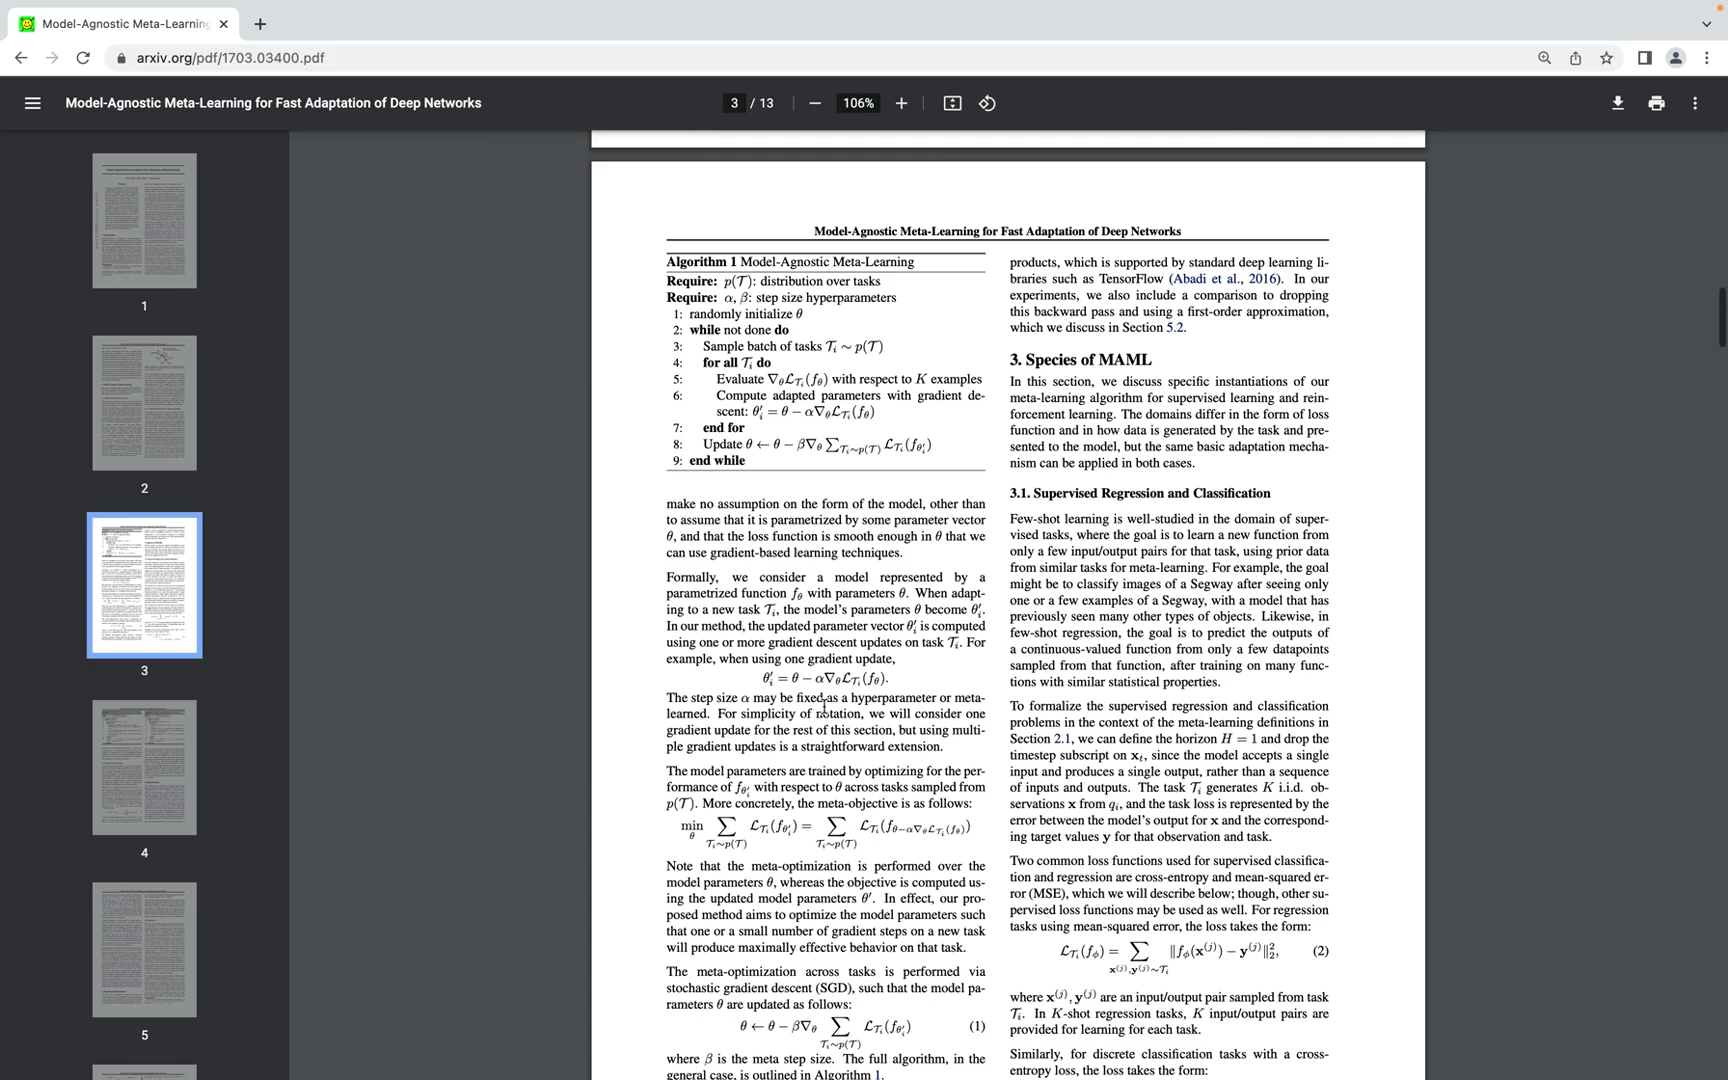 Model-Agnostic Meta-Learning
arxiv.org/pdf/1703.03400.pdf
Model-Agnostic Meta-Learning for Fast Adaptation of Deep Networks
3 / 13
106%
1
2
3
4
5
Model-Agnostic Meta-Learning for Fast Adaptation of Deep Networks
Algorithm 1 Model-Agnostic Meta-Learning
Require: p(𝒯): distribution over tasks
Require: α, β: step size hyperparameters
1: randomly initialize θ
2: while not done do
3: Sample batch of tasks 𝒯ᵢ ∼ p(𝒯)
4: for all 𝒯ᵢ do
5: Evaluate ∇θℒ𝒯ᵢ(fθ) with respect to K examples
6: Compute adapted parameters with gradient de-
scent: θ′ᵢ = θ − α∇θℒ𝒯ᵢ(fθ)
7: end for
8: Update θ ← θ − β∇θ ∑𝒯ᵢ∼p(𝒯) ℒ𝒯ᵢ(fθ′ᵢ)
9: end while
make no assumption on the form of the model, other than
to assume that it is parametrized by some parameter vector
θ, and that the loss function is smooth enough in θ that we
can use gradient-based learning techniques.
Formally, we consider a model represented by a
parametrized function fθ with parameters θ. When adapt-
ing to a new task 𝒯ᵢ, the model's parameters θ become θ′ᵢ.
In our method, the updated parameter vector θ′ᵢ is computed
using one or more gradient descent updates on task 𝒯ᵢ. For
example, when using one gradient update,
θ′ᵢ = θ − α∇θℒ𝒯ᵢ(fθ).
The step size α may be fixed as a hyperparameter or meta-
learned. For simplicity of notation, we will consider one
gradient update for the rest of this section, but using multi-
ple gradient updates is a straightforward extension.
The model parameters are trained by optimizing for the per-
formance of fθ′ᵢ with respect to θ across tasks sampled from
p(𝒯). More concretely, the meta-objective is as follows:
min θ ∑ 𝒯ᵢ∼p(𝒯) ℒ𝒯ᵢ(fθ′ᵢ) = ∑ 𝒯ᵢ∼p(𝒯) ℒ𝒯ᵢ(fθ−α∇θℒ𝒯ᵢ(fθ))
Note that the meta-optimization is performed over the
model parameters θ, whereas the objective is computed us-
ing the updated model parameters θ′. In effect, our pro-
posed method aims to optimize the model parameters such
that one or a small number of gradient steps on a new task
will produce maximally effective behavior on that task.
The meta-optimization across tasks is performed via
stochastic gradient descent (SGD), such that the model pa-
rameters θ are updated as follows:
θ ← θ − β∇θ ∑ 𝒯ᵢ∼p(𝒯) ℒ𝒯ᵢ(fθ′ᵢ) (1)
where β is the meta step size. The full algorithm, in the
general case, is outlined in Algorithm 1.
products, which is supported by standard deep learning li-
braries such as TensorFlow (Abadi et al., 2016). In our
experiments, we also include a comparison to dropping
this backward pass and using a first-order approximation,
which we discuss in Section 5.2.
3. Species of MAML
In this section, we discuss specific instantiations of our
meta-learning algorithm for supervised learning and rein-
forcement learning. The domains differ in the form of loss
function and in how data is generated by the task and pre-
sented to the model, but the same basic adaptation mecha-
nism can be applied in both cases.
3.1. Supervised Regression and Classification
Few-shot learning is well-studied in the domain of super-
vised tasks, where the goal is to learn a new function from
only a few input/output pairs for that task, using prior data
from similar tasks for meta-learning. For example, the goal
might be to classify images of a Segway after seeing only
one or a few examples of a Segway, with a model that has
previously seen many other types of objects. Likewise, in
few-shot regression, the goal is to predict the outputs of
a continuous-valued function from only a few datapoints
sampled from that function, after training on many func-
tions with similar statistical properties.
To formalize the supervised regression and classification
problems in the context of the meta-learning definitions in
Section 2.1, we can define the horizon H = 1 and drop the
timestep subscript on xₜ, since the model accepts a single
input and produces a single output, rather than a sequence
of inputs and outputs. The task 𝒯ᵢ generates K i.i.d. ob-
servations x from qᵢ, and the task loss is represented by the
error between the model's output for x and the correspond-
ing target values y for that observation and task.
Two common loss functions used for supervised classifica-
tion and regression are cross-entropy and mean-squared er-
ror (MSE), which we will describe below; though, other su-
pervised loss functions may be used as well. For regression
tasks using mean-squared error, the loss takes the form:
ℒ𝒯ᵢ(fϕ) = ∑ x⁽ʲ⁾,y⁽ʲ⁾∼𝒯ᵢ ‖fϕ(x⁽ʲ⁾) − y⁽ʲ⁾‖²₂, (2)
where x⁽ʲ⁾, y⁽ʲ⁾ are an input/output pair sampled from task
𝒯ᵢ. In K-shot regression tasks, K input/output pairs are
provided for learning for each task.
Similarly, for discrete classification tasks with a cross-
entropy loss, the loss takes the form: